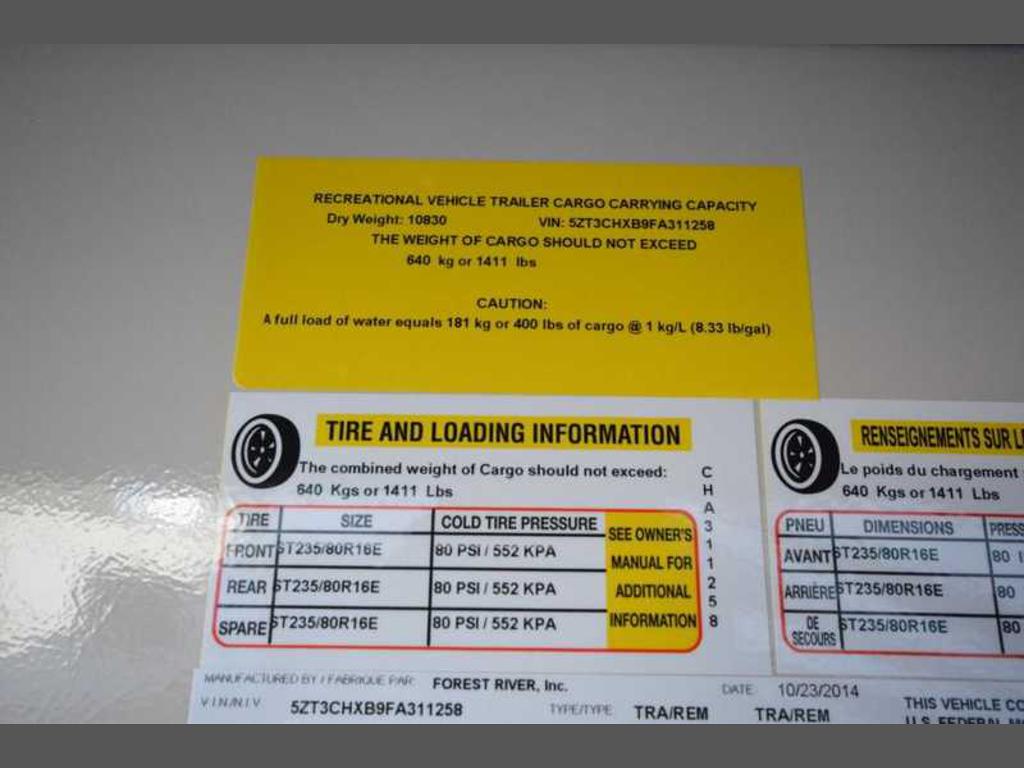 RECREATIONAL VEHICLE TRAILER CARGO CARRYING CAPACITY
Dry Weight: 10830 VIN: 5ZT3CHXB9FA311258
THE WEIGHT OF CARGO SHOULD NOT EXCEED
640 kg or 1411 lbs
CAUTION:
A full load of water equals 181 kg or 400 lbs of cargo @ 1 kg/L (8.33 lb/gal)
TIRE AND LOADING INFORMATION
The combined weight of Cargo should not exceed:
640 Kgs or 1411 Lbs
TIRE SIZE COLD TIRE PRESSURE
FRONT ST235/80R16E 80 PSI / 552 KPA
REAR ST235/80R16E 80 PSI / 552 KPA
SPARE ST235/80R16E 80 PSI / 552 KPA
SEE OWNER'S
MANUAL FOR
ADDITIONAL
INFORMATION
CHA311258
RENSEIGNEMENTS SUR L
Le poids du chargement
640 Kgs or 1411 Lbs
PNEU DIMENSIONS PRESS
AVANT ST235/80R16E 80
ARRIÈRE ST235/80R16E 80
DE SECOURS ST235/80R16E 80
MANUFACTURED BY / FABRIQUE PAR: FOREST RIVER, Inc. DATE 10/23/2014
V.I.N./N.I.V. 5ZT3CHXB9FA311258 TYPE/TYPE TRA/REM TRA/REM
THIS VEHICLE CO
U.S. FEDERAL M